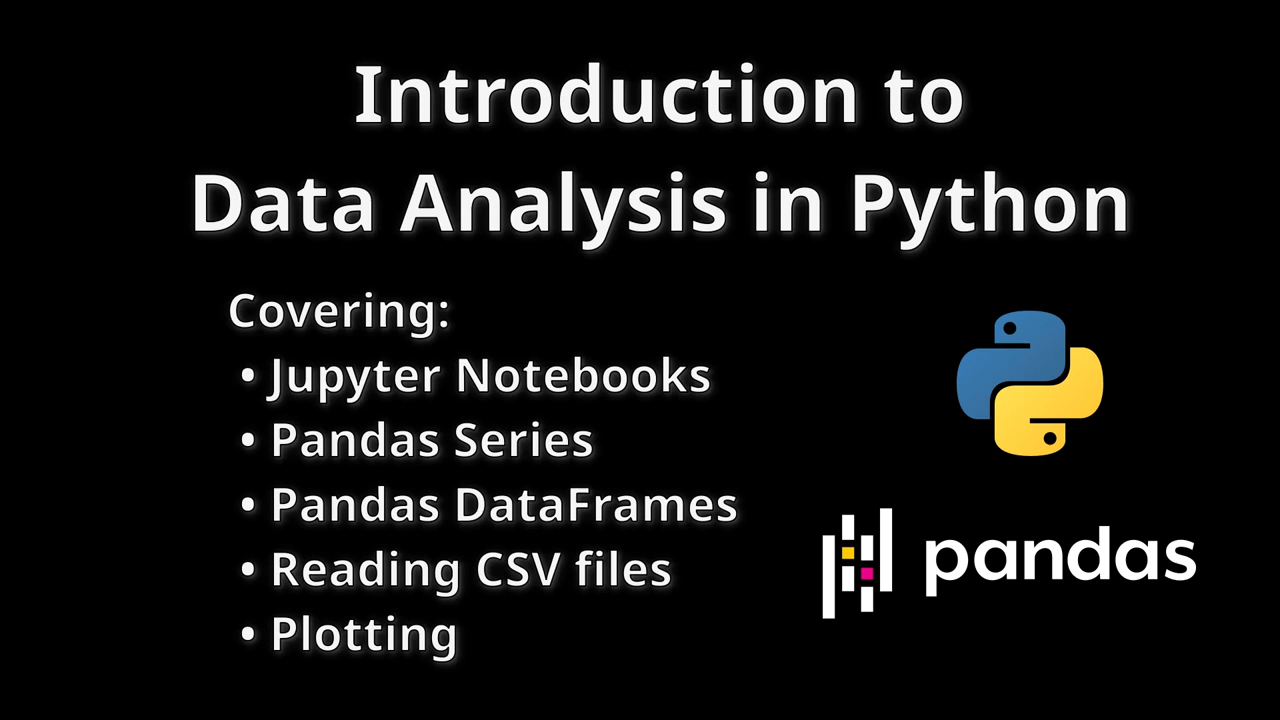 Introduction to
Data Analysis in Python
Covering:
• Jupyter Notebooks
• Pandas Series
• Pandas DataFrames
• Reading CSV files
• Plotting
pandas